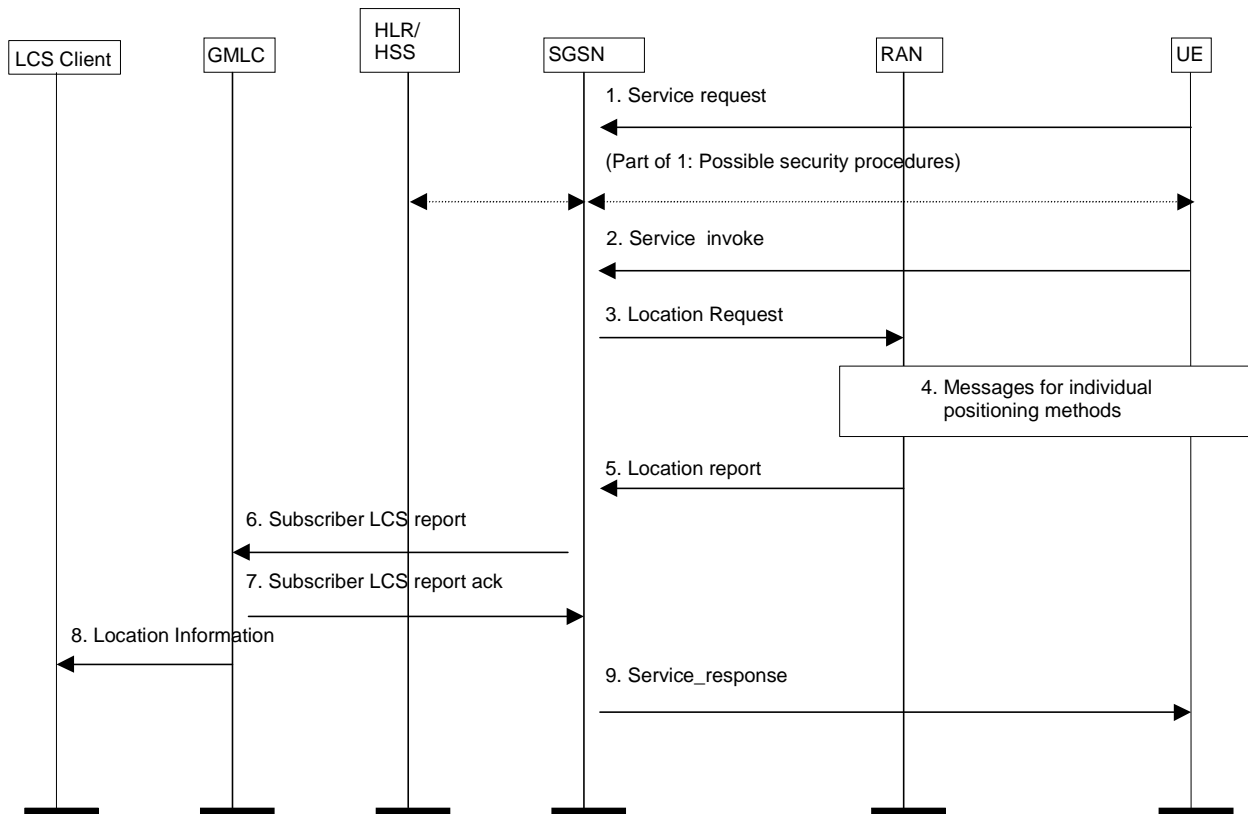 LCS Client
GMLC
HLR/
HSS
SGSN
RAN
UE
1. Service request
(Part of 1: Possible security procedures)
2. Service invoke
3. Location Request
4. Messages for individual
positioning methods
5. Location report
6. Subscriber LCS report
7. Subscriber LCS report ack
8. Location Information
9. Service_response